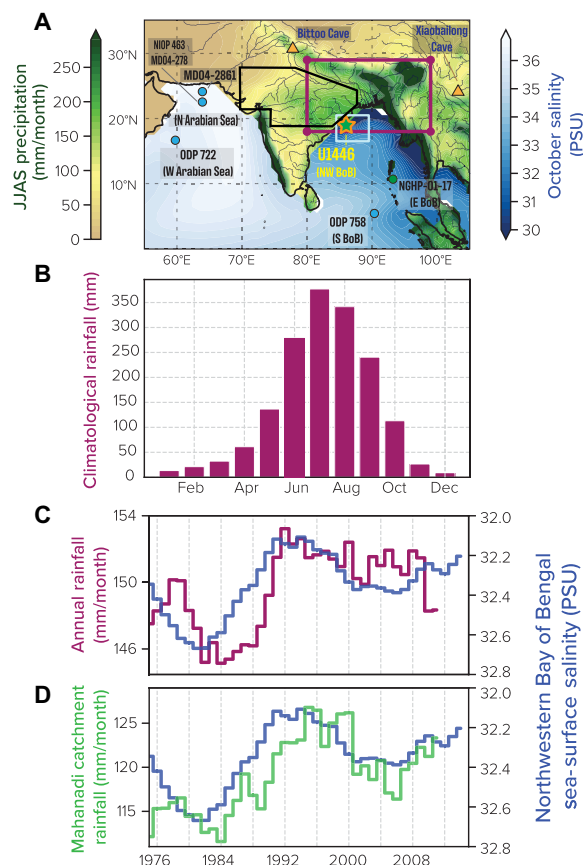 A
Bittoo Cave
Xiaobailong
Cave
NIOP 463
MD04-278
MD04-2861
(N Arabian Sea)
ODP 722
(W Arabian Sea)
U1446
(NW BoB)
NGHP-01-17
(E BoB)
ODP 758
(S BoB)
JJAS precipitation
(mm/month)
250
200
150
100
50
0
30°N
20°N
10°N
60°E
70°E
80°E
90°E
100°E
36
35
34
33
32
31
30
October salinity
(PSU)
B
Climatological rainfall (mm)
350
300
250
200
150
100
50
0
Feb
Apr
Jun
Aug
Oct
Dec
C
Annual rainfall
(mm/month)
154
150
146
32.0
32.2
32.4
32.6
32.8
D
Mahanadi catchment
rainfall (mm/month)
125
120
115
32.0
32.2
32.4
32.6
32.8
Northwestern Bay of Bengal
sea-surface salinity (PSU)
1976
1984
1992
2000
2008